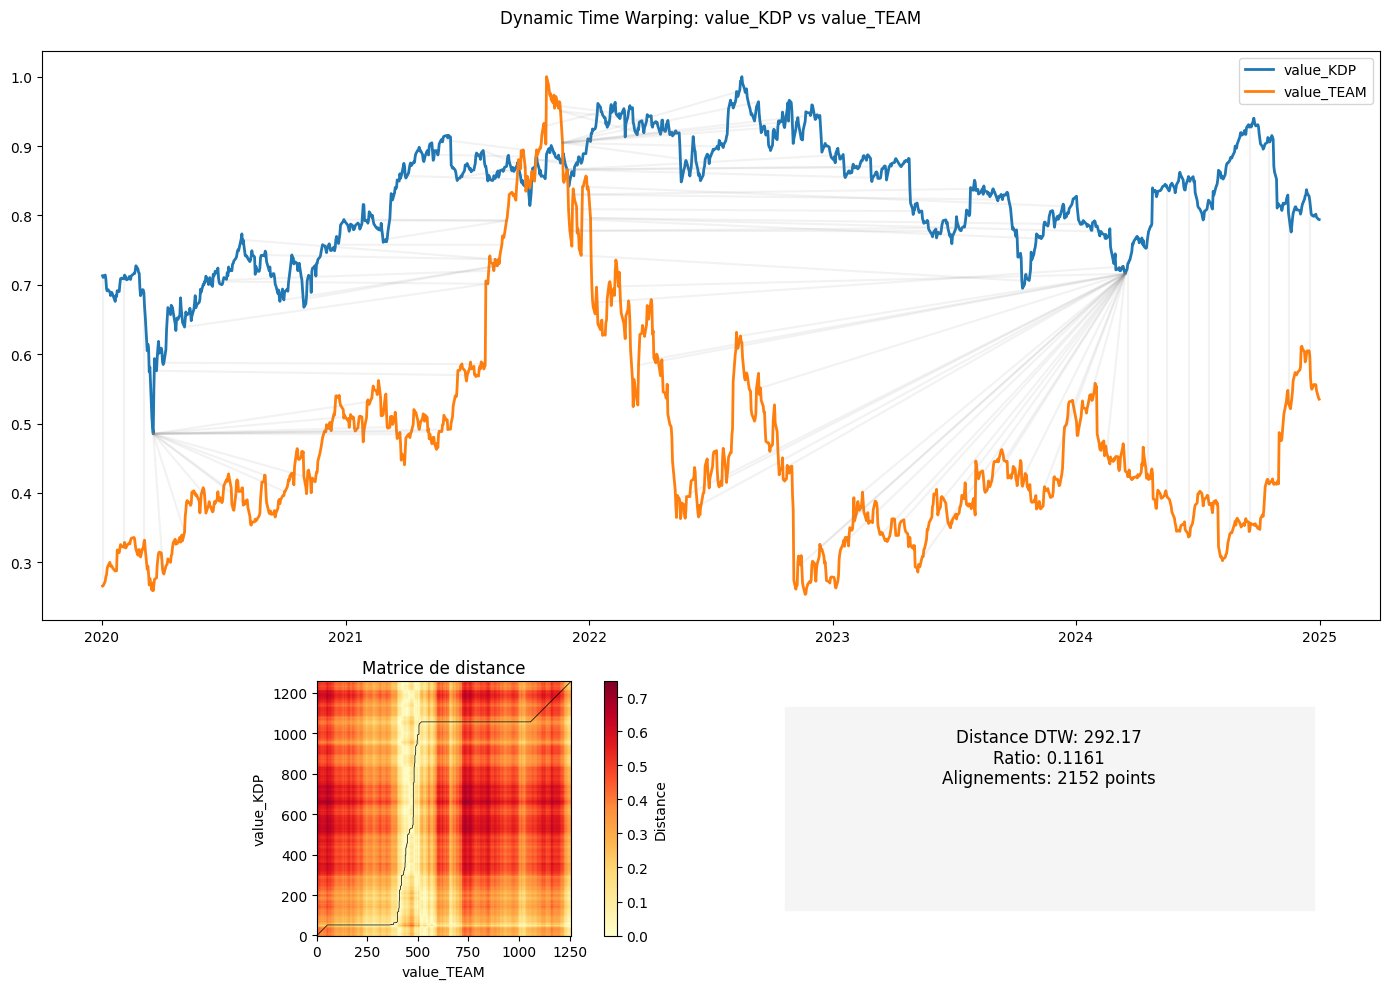 Dynamic Time Warping: value_KDP vs value_TEAM
value_KDP
value_TEAM
1.0
0.9
0.8
0.7
0.6
0.5
0.4
0.3
2020 2021 2022 2023 2024 2025
Matrice de distance
value_KDP
1200
1000
800
600
400
200
0
0 250 500 750 1000 1250
value_TEAM
0.7
0.6
0.5
0.4
0.3
0.2
0.1
0.0
Distance
Distance DTW: 292.17
Ratio: 0.1161
Alignements: 2152 points